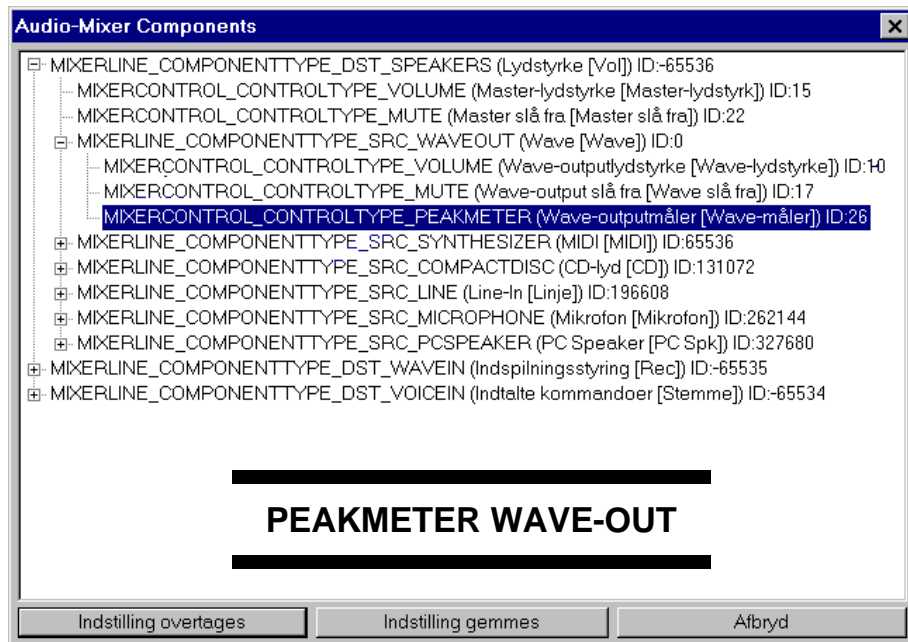 Audio-Mixer Components
MIXERLINE_COMPONENTTYPE_DST_SPEAKERS (Lydstyrke [Vol]) ID:-65536
MIXERCONTROL_CONTROLTYPE_VOLUME (Master-lydstyrke [Master-lydstyrk]) ID:15
MIXERCONTROL_CONTROLTYPE_MUTE (Master slå fra [Master slå fra]) ID:22
MIXERLINE_COMPONENTTYPE_SRC_WAVEOUT (Wave [Wave]) ID:0
MIXERCONTROL_CONTROLTYPE_VOLUME (Wave-outputlydstyrke [Wave-lydstyrke]) ID:10
MIXERCONTROL_CONTROLTYPE_MUTE (Wave-output slå fra [Wave slå fra]) ID:17
MIXERCONTROL_CONTROLTYPE_PEAKMETER (Wave-outputmåler [Wave-måler]) ID:26
MIXERLINE_COMPONENTTYPE_SRC_SYNTHESIZER (MIDI [MIDI]) ID:65536
MIXERLINE_COMPONENTTYPE_SRC_COMPACTDISC (CD-lyd [CD]) ID:131072
MIXERLINE_COMPONENTTYPE_SRC_LINE (Line-In [Linje]) ID:196608
MIXERLINE_COMPONENTTYPE_SRC_MICROPHONE (Mikrofon [Mikrofon]) ID:262144
MIXERLINE_COMPONENTTYPE_SRC_PCSPEAKER (PC Speaker [PC Spk]) ID:327680
MIXERLINE_COMPONENTTYPE_DST_WAVEIN (Indspilningsstyring [Rec]) ID:-65535
MIXERLINE_COMPONENTTYPE_DST_VOICEIN (Indtalte kommandoer [Stemme]) ID:-65534
PEAKMETER WAVE-OUT
Indstilling overtages
Indstilling gemmes
Afbryd